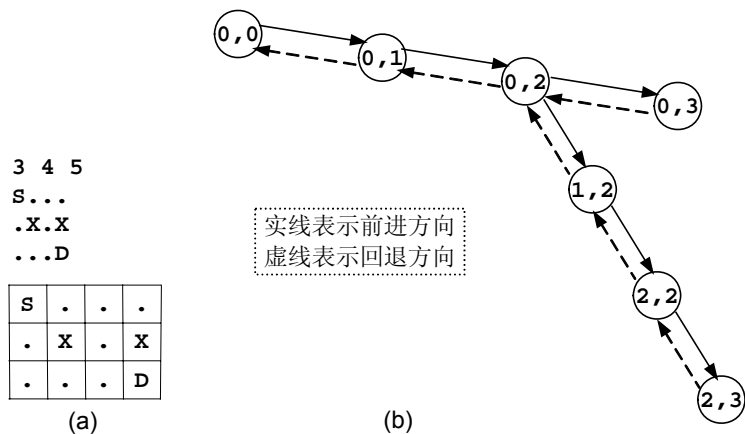 0,0
0,1
0,2
0,3
3 4 5
S...
.X.X
...D
1,2
实线表示前进方向
虚线表示回退方向
S . . .
. X . X
. . . D
2,2
2,3
(a)
(b)